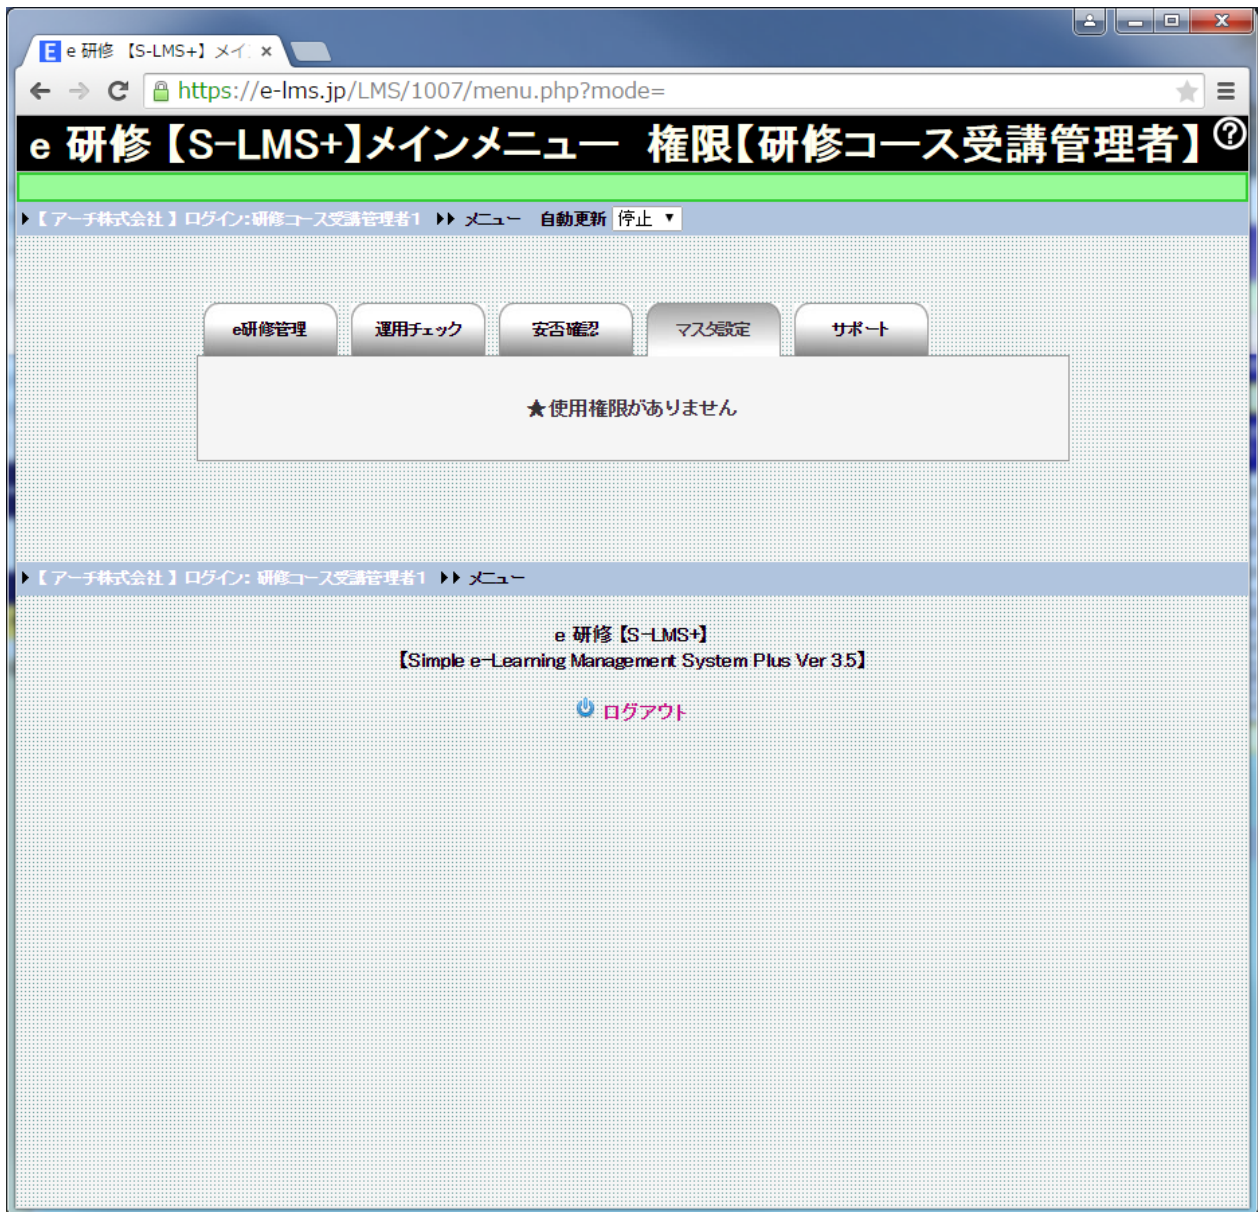 e 研修 【S-LMS+】 メイ
https://e-lms.jp/LMS/1007/menu.php?mode=
e 研修 【S-LMS+】メインメニュー 権限【研修コース受講管理者】
【 アーチ株式会社 】 ログイン:研修コース受講管理者1 メニュー 自動更新 停止
e研修管理 運用チェック 安否確認 マスタ設定 サポート
★使用権限がありません
【 アーチ株式会社 】 ログイン: 研修コース受講管理者1 メニュー
e 研修 【S-LMS+】
【Simple e-Learning Management System Plus Ver 3.5】
ログアウト